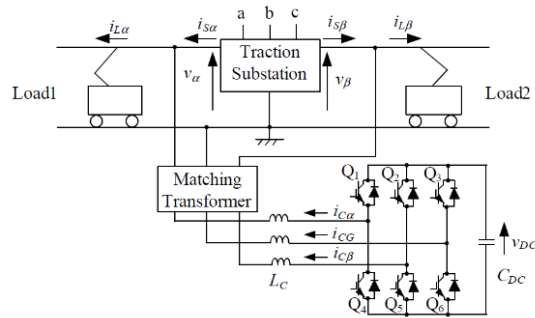 a b c
i_Lα i_Sα i_Sβ i_Lβ
Traction
Substation
v_α v_β
Load1 Load2
Matching
Transformer
Q1 Q2 Q3
i_Cα
i_CG
i_Cβ
v_DC
L_C
C_DC
Q4 Q5 Q6